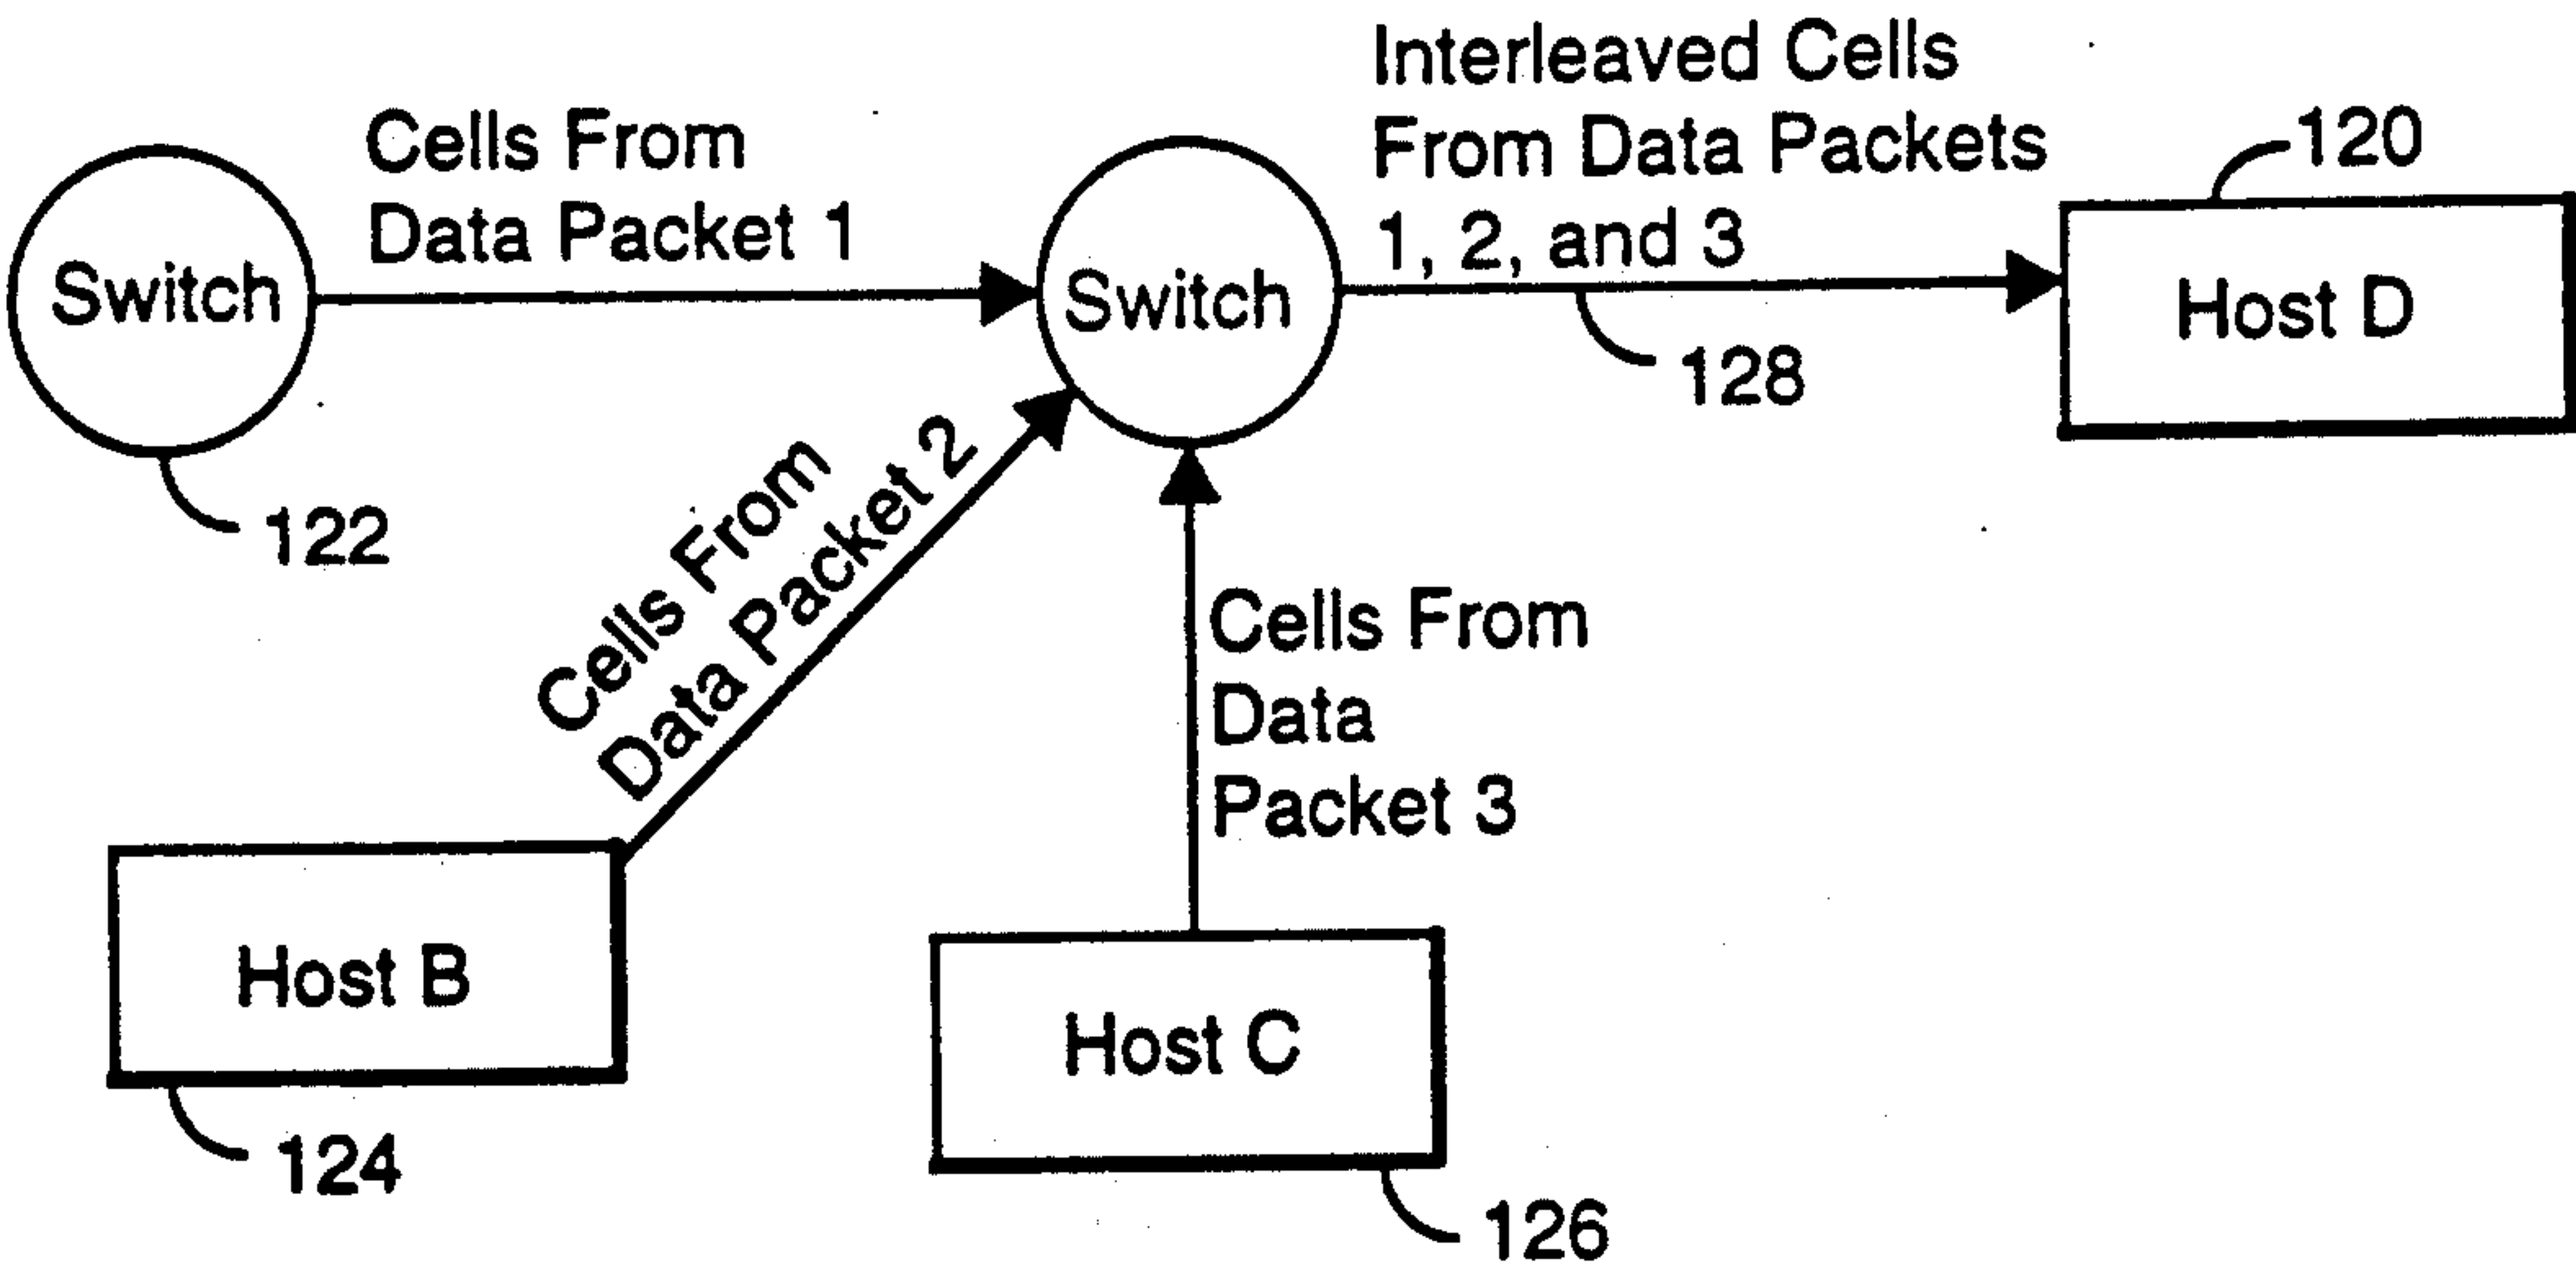 Interleaved Cells
From Data Packets
1, 2, and 3
Cells From
Data Packet 1
120
Switch
Switch
Host D
128
122
Cells From
Data Packet 2
Cells From
Data
Packet 3
Host B
Host C
124
126